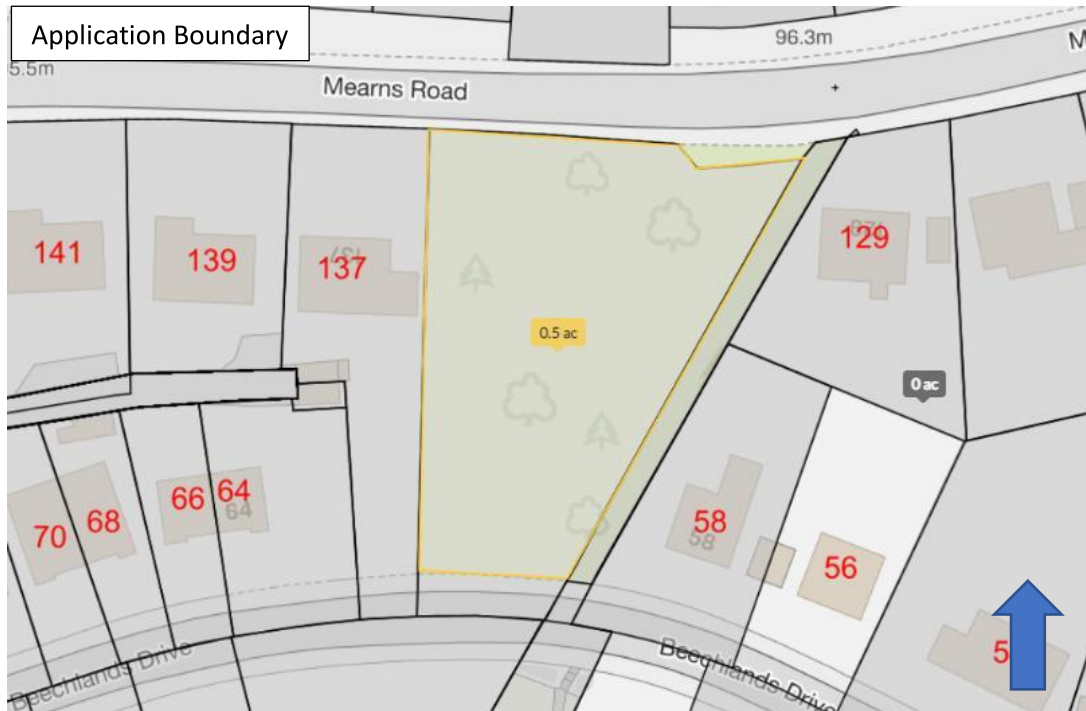 Application Boundary
96.3m
5.5m
Mearns Road
M
141
139
137
129
0.5 ac
0 ac
70
68
66
64
64
58
58
56
5
Beechlands Drive
Beechlands Drive